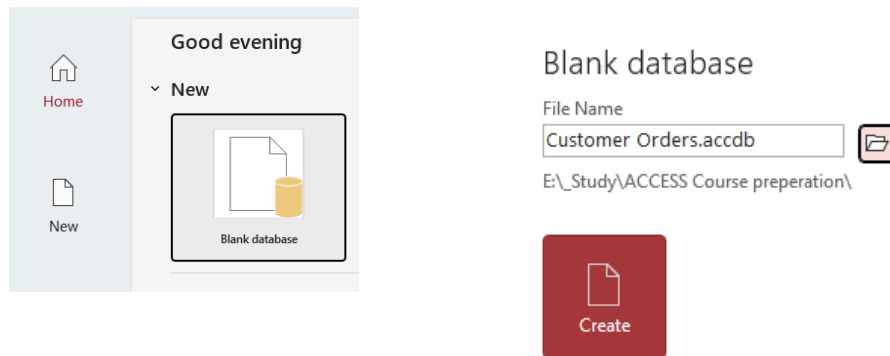 Good evening
Home
New
Blank database
New
Blank database
File Name
Customer Orders.accdb
E:\_Study\ACCESS Course preperation\
Create